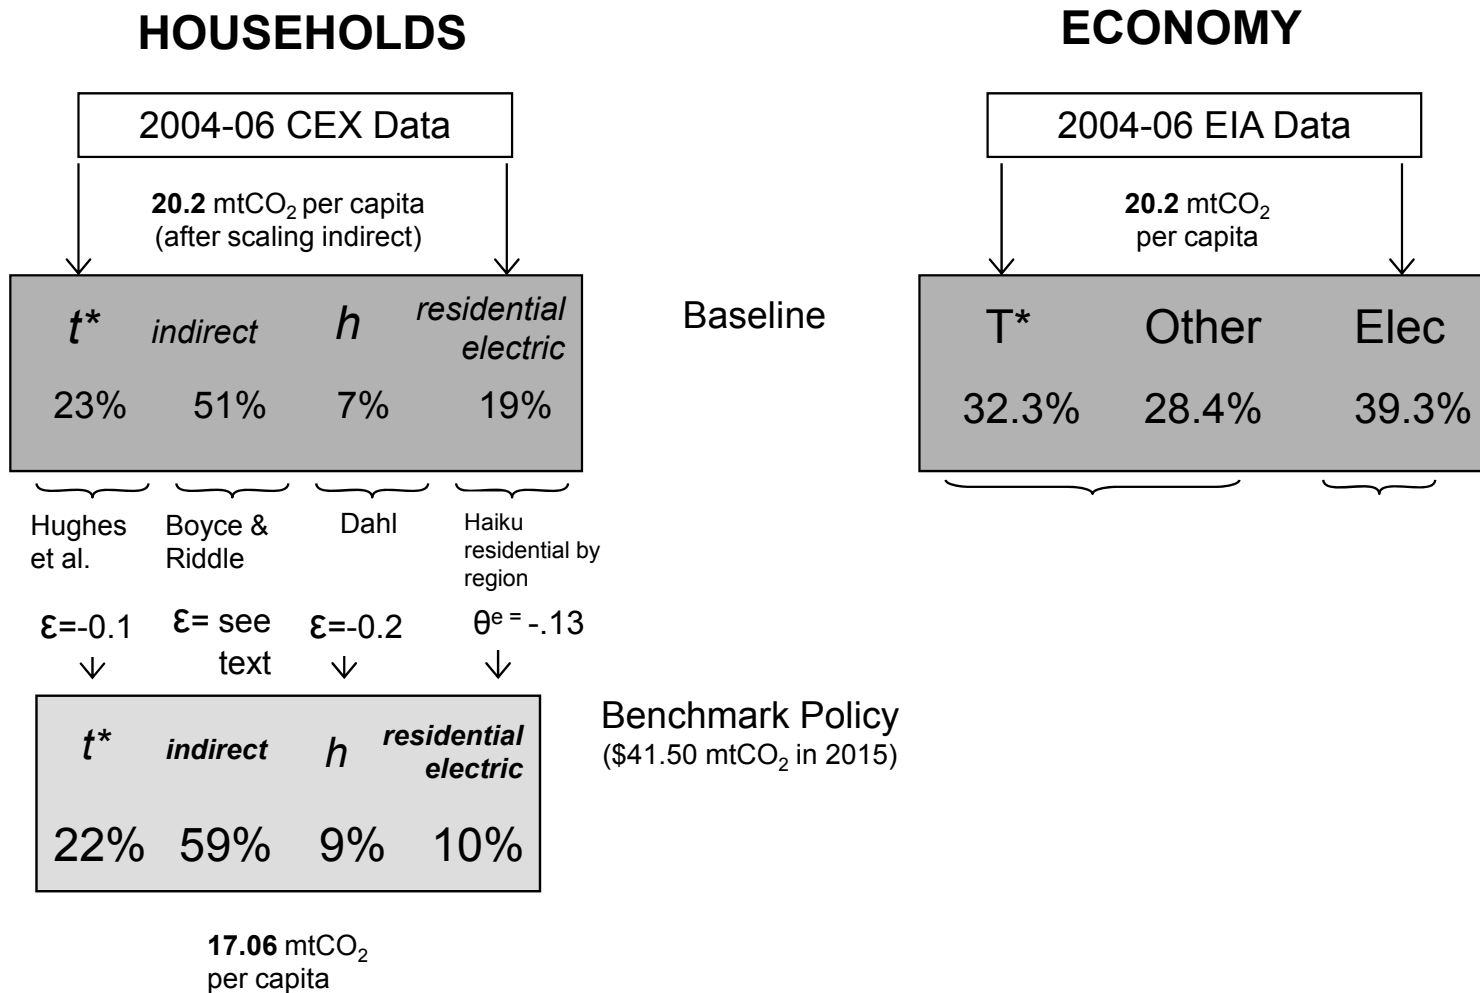 HOUSEHOLDS
ECONOMY
2004-06 CEX Data
2004-06 EIA Data
20.2 mtCO₂ per capita
(after scaling indirect)
20.2 mtCO₂
per capita
t* indirect h residential
electric
23% 51% 7% 19%
Baseline
T* Other Elec
32.3% 28.4% 39.3%
Hughes
et al.
Boyce &
Riddle
Dahl
Haiku
residential by
region
ε=-0.1
ε= see
text
ε=-0.2
θᵉ ⁼ -.13
t* indirect h residential
electric
22% 59% 9% 10%
Benchmark Policy
($41.50 mtCO₂ in 2015)
17.06 mtCO₂
per capita